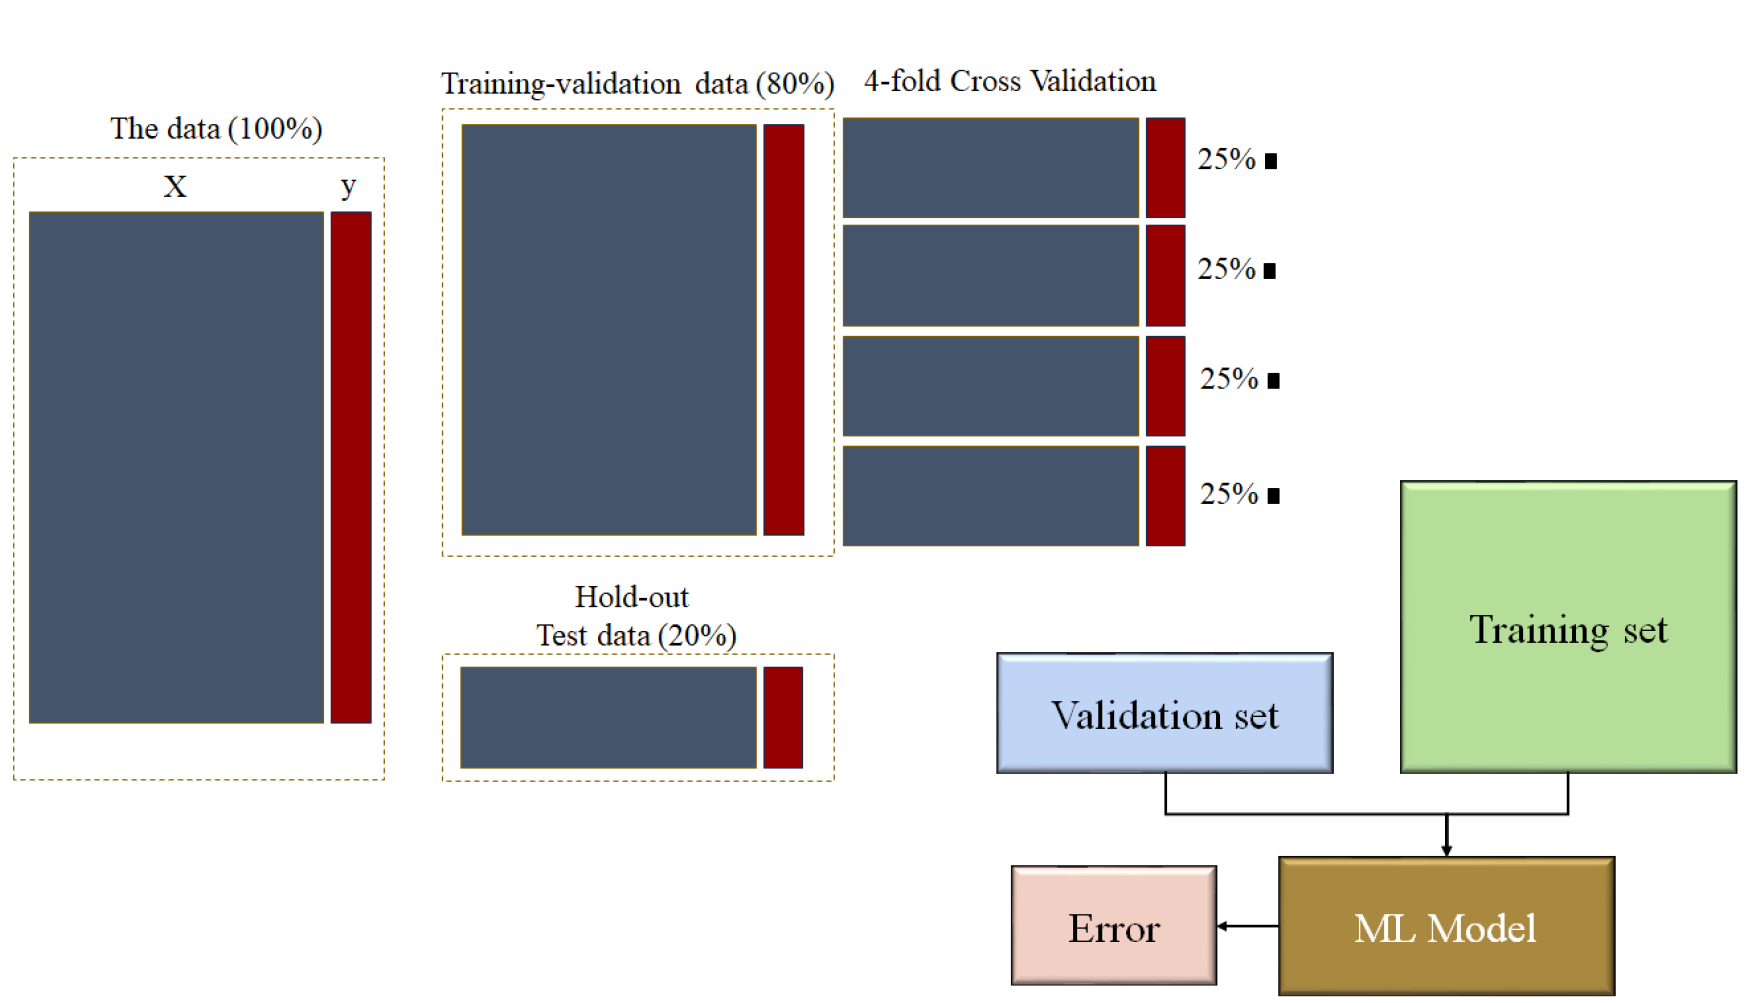 The data (100%)
X
y
Training-validation data (80%)
Hold-out
Test data (20%)
4-fold Cross Validation
25%
25%
25%
25%
Training set
Validation set
Error
ML Model